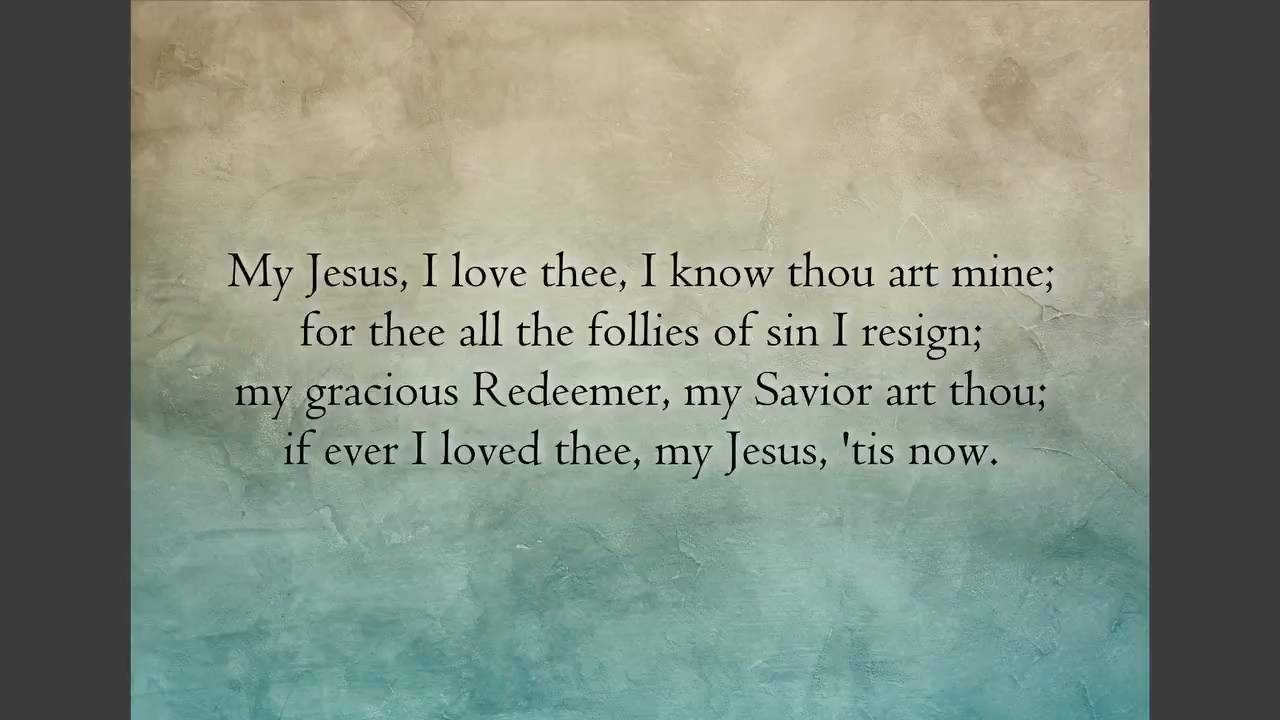 My Jesus, I love thee, I know thou art mine;
for thee all the follies of sin I resign;
my gracious Redeemer, my Savior art thou;
if ever I loved thee, my Jesus, 'tis now.